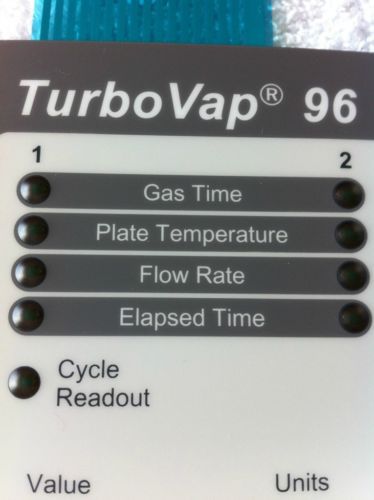 TurboVap® 96
1 2
Gas Time
Plate Temperature
Flow Rate
Elapsed Time
Cycle
Readout
Value Units